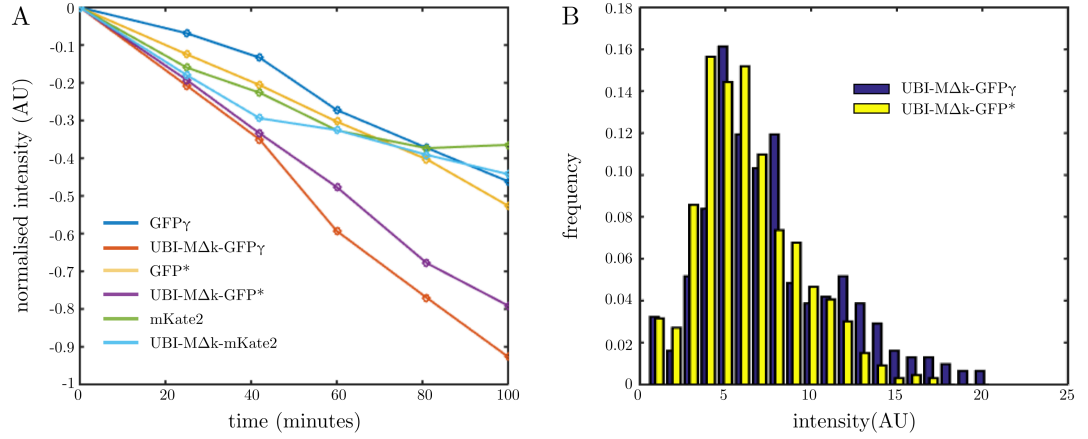 A
0
-0.1
-0.2
-0.3
-0.4
-0.5
-0.6
-0.7
-0.8
-0.9
-1
normalised intensity (AU)
GFPγ
UBI-MΔk-GFPγ
GFP*
UBI-MΔk-GFP*
mKate2
UBI-MΔk-mKate2
0 20 40 60 80 100
time (minutes)
B
0.18
0.16
0.14
0.12
0.10
0.08
0.06
0.04
0.02
0
frequency
UBI-MΔk-GFPγ
UBI-MΔk-GFP*
0 5 10 15 20 25
intensity(AU)